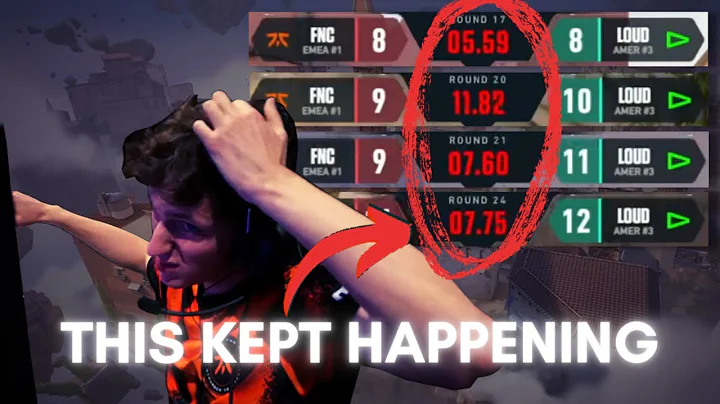 ROUND 17
FNC 8 05.59 8 LOUD
EMEA #1 AMER #3
ROUND 20
FNC 9 11.82 10 LOUD
EMEA #1 AMER #3
ROUND 21
FNC 9 07.60 11 LOUD
EMEA #1 AMER #3
ROUND 24
07.75 12 LOUD
AMER #3
THIS KEPT HAPPENING